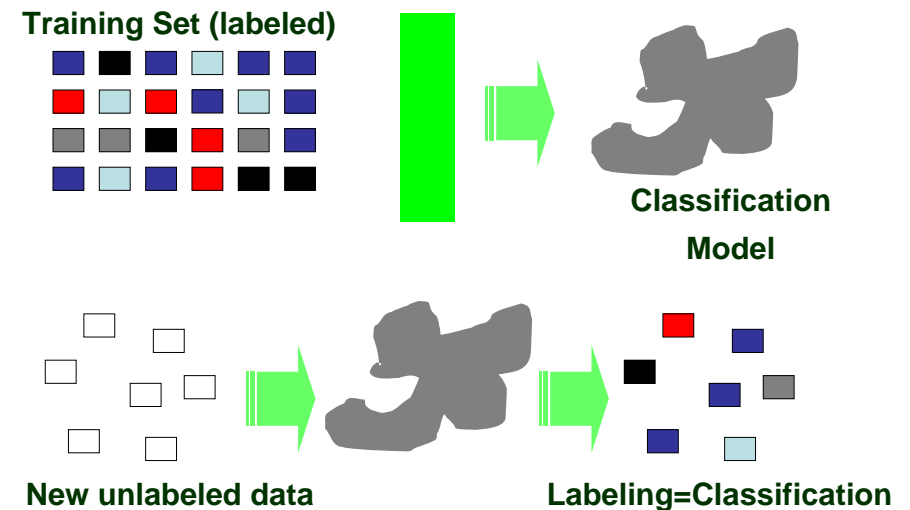 Training Set (labeled)
Classification
Model
New unlabeled data
Labeling=Classification